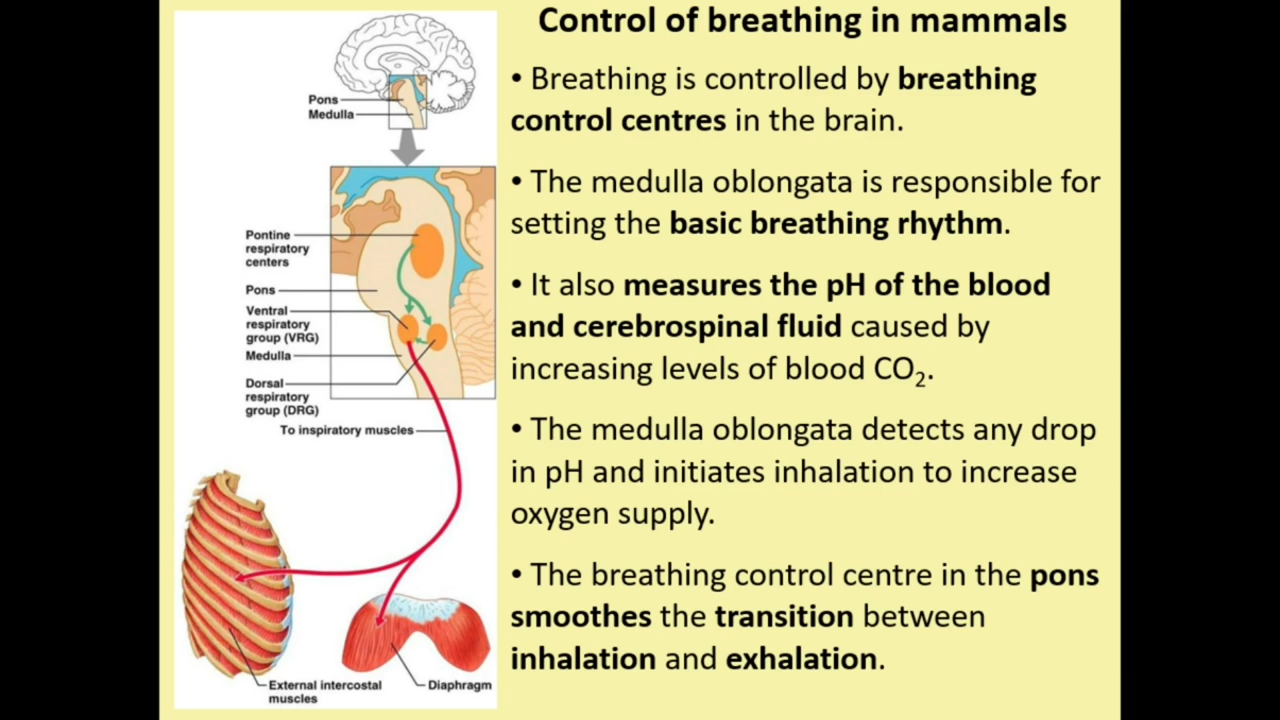 Control of breathing in mammals
• Breathing is controlled by breathing
control centres in the brain.
• The medulla oblongata is responsible for
setting the basic breathing rhythm.
• It also measures the pH of the blood
and cerebrospinal fluid caused by
increasing levels of blood CO₂.
• The medulla oblongata detects any drop
in pH and initiates inhalation to increase
oxygen supply.
• The breathing control centre in the pons
smoothes the transition between
inhalation and exhalation.
Pons
Medulla
Pontine
respiratory
centers
Pons
Ventral
respiratory
group (VRG)
Medulla
Dorsal
respiratory
group (DRG)
To inspiratory muscles
External intercostal
muscles
Diaphragm